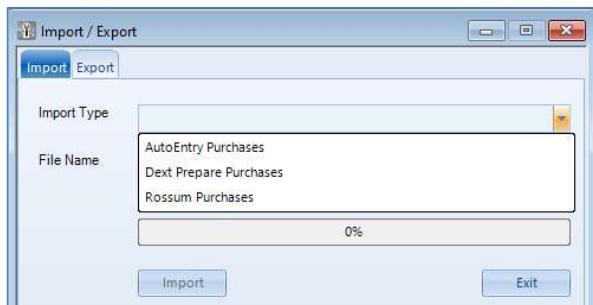 Import / Export
Import Export
Import Type
AutoEntry Purchases
File Name
Dext Prepare Purchases
Rossum Purchases
0%
Import Exit